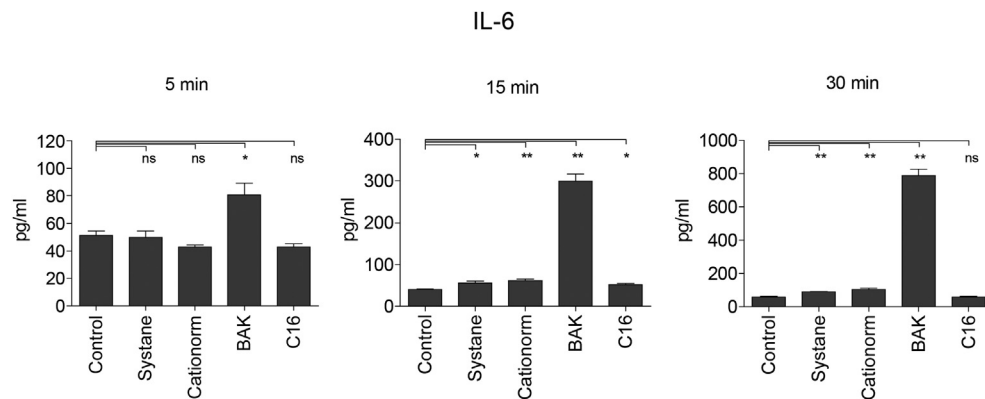 IL-6
5 min
pg/ml
120
100
80
60
40
20
0
ns
ns
*
ns
Control
Systane
Cationorm
BAK
C16
15 min
pg/ml
400
300
200
100
0
*
**
**
*
Control
Systane
Cationorm
BAK
C16
30 min
pg/ml
1000
800
600
400
200
0
**
**
**
ns
Control
Systane
Cationorm
BAK
C16